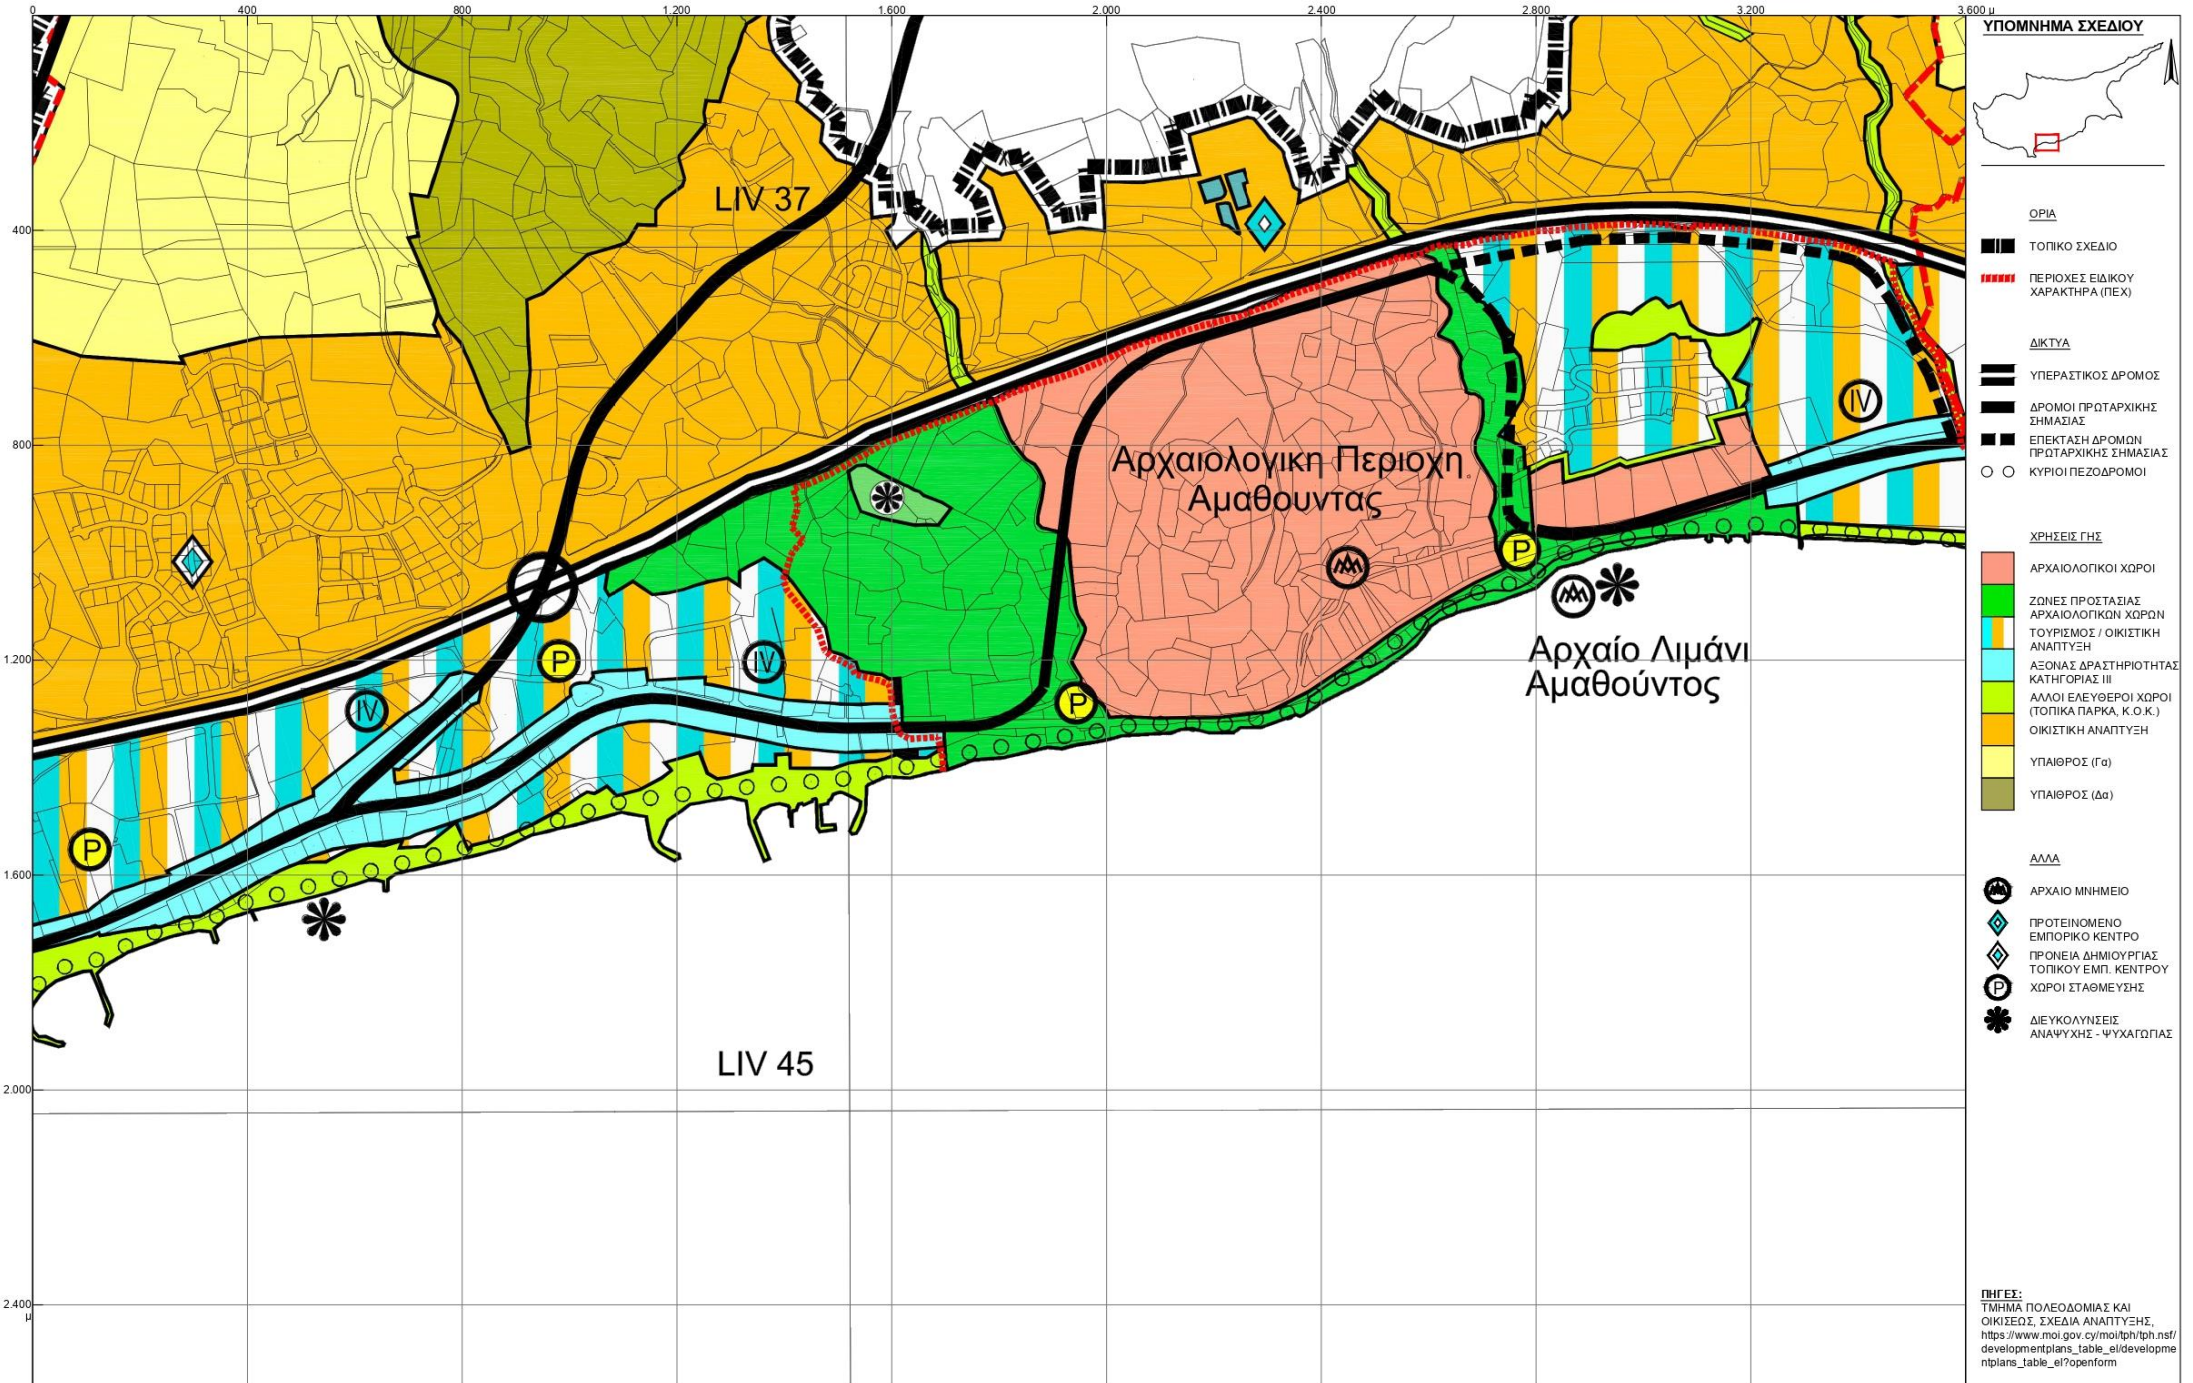 0 400 800 1.200 1.600 2.000 2.400 2.800 3.200 3.600 μ
400
800
1.200
1.600
2.000
2.400
μ
LIV 37
Αρχαιολογικη Περιοχη
Αμαθουντας
IV
P
IV
P
IV
P
P
Αρχαίο Λιμάνι
Αμαθούντος
P
LIV 45
ΥΠΟΜΝΗΜΑ ΣΧΕΔΙΟΥ
ΟΡΙΑ
ΤΟΠΙΚΟ ΣΧΕΔΙΟ
ΠΕΡΙΟΧΕΣ ΕΙΔΙΚΟΥ
ΧΑΡΑΚΤΗΡΑ (ΠΕΧ)
ΔΙΚΤΥΑ
ΥΠΕΡΑΣΤΙΚΟΣ ΔΡΟΜΟΣ
ΔΡΟΜΟΙ ΠΡΩΤΑΡΧΙΚΗΣ
ΣΗΜΑΣΙΑΣ
ΕΠΕΚΤΑΣΗ ΔΡΟΜΩΝ
ΠΡΩΤΑΡΧΙΚΗΣ ΣΗΜΑΣΙΑΣ
ΚΥΡΙΟΙ ΠΕΖΟΔΡΟΜΟΙ
ΧΡΗΣΕΙΣ ΓΗΣ
ΑΡΧΑΙΟΛΟΓΙΚΟΙ ΧΩΡΟΙ
ΖΩΝΕΣ ΠΡΟΣΤΑΣΙΑΣ
ΑΡΧΑΙΟΛΟΓΙΚΩΝ ΧΩΡΩΝ
ΤΟΥΡΙΣΜΟΣ / ΟΙΚΙΣΤΙΚΗ
ΑΝΑΠΤΥΞΗ
ΑΞΟΝΑΣ ΔΡΑΣΤΗΡΙΟΤΗΤΑΣ
ΚΑΤΗΓΟΡΙΑΣ ΙΙΙ
ΑΛΛΟΙ ΕΛΕΥΘΕΡΟΙ ΧΩΡΟΙ
(ΤΟΠΙΚΑ ΠΑΡΚΑ, Κ.Ο.Κ.)
ΟΙΚΙΣΤΙΚΗ ΑΝΑΠΤΥΞΗ
ΥΠΑΙΘΡΟΣ (Γα)
ΥΠΑΙΘΡΟΣ (Δα)
ΑΛΛΑ
ΑΡΧΑΙΟ ΜΝΗΜΕΙΟ
ΠΡΟΤΕΙΝΟΜΕΝΟ
ΕΜΠΟΡΙΚΟ ΚΕΝΤΡΟ
ΠΡΟΝΕΙΑ ΔΗΜΙΟΥΡΓΙΑΣ
ΤΟΠΙΚΟΥ ΕΜΠ. ΚΕΝΤΡΟΥ
P ΧΩΡΟΙ ΣΤΑΘΜΕΥΣΗΣ
ΔΙΕΥΚΟΛΥΝΣΕΙΣ
ΑΝΑΨΥΧΗΣ - ΨΥΧΑΓΩΓΙΑΣ
ΠΗΓΕΣ:
ΤΜΗΜΑ ΠΟΛΕΟΔΟΜΙΑΣ ΚΑΙ
ΟΙΚΙΣΕΩΣ, ΣΧΕΔΙΑ ΑΝΑΠΤΥΞΗΣ,
https://www.moi.gov.cy/moi/tph/tph.nsf/
developmentplans_table_el/developme
ntplans_table_el?openform